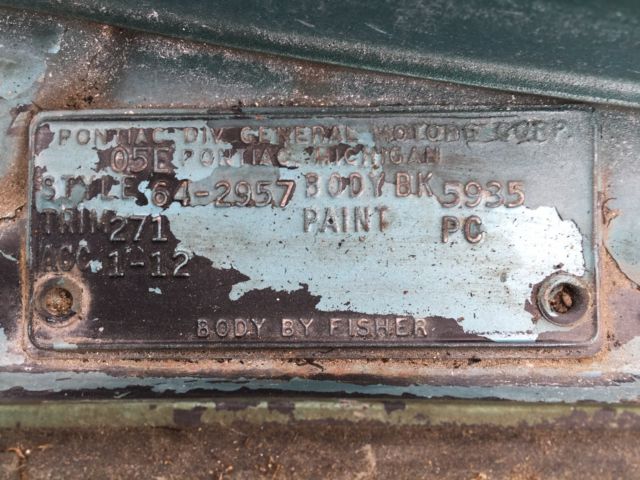 PONTIAC DIV. GENERAL MOTORS CORP.
05E PONTIAC MICHIGAN
STYLE 64-2957 BODY BK 5935
TRIM 271 PAINT PC
ACC 1-12
BODY BY FISHER